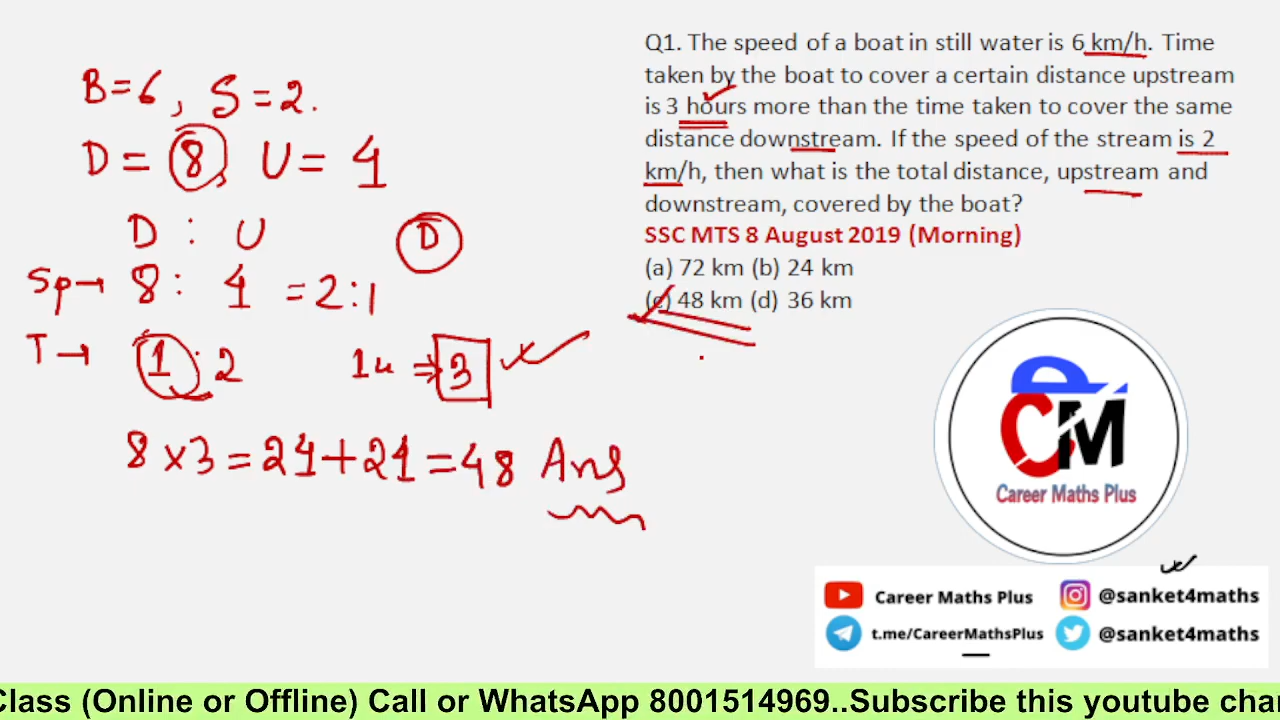 B=6, S=2.
D = 8, U = 4
D : U
D
Sp→ 8 : 4 = 2:1
T → 1 : 2 1u ⇒ 3
8 x 3 = 24 + 24 = 48 Ans
Q1. The speed of a boat in still water is 6 km/h. Time
taken by the boat to cover a certain distance upstream
is 3 hours more than the time taken to cover the same
distance downstream. If the speed of the stream is 2
km/h, then what is the total distance, upstream and
downstream, covered by the boat?
SSC MTS 8 August 2019 (Morning)
(a) 72 km (b) 24 km
(c) 48 km (d) 36 km
eCM
Career Maths Plus
Career Maths Plus @sanket4maths
t.me/CareerMathsPlus @sanket4maths
Class (Online or Offline) Call or WhatsApp 8001514969..Subscribe this youtube chan